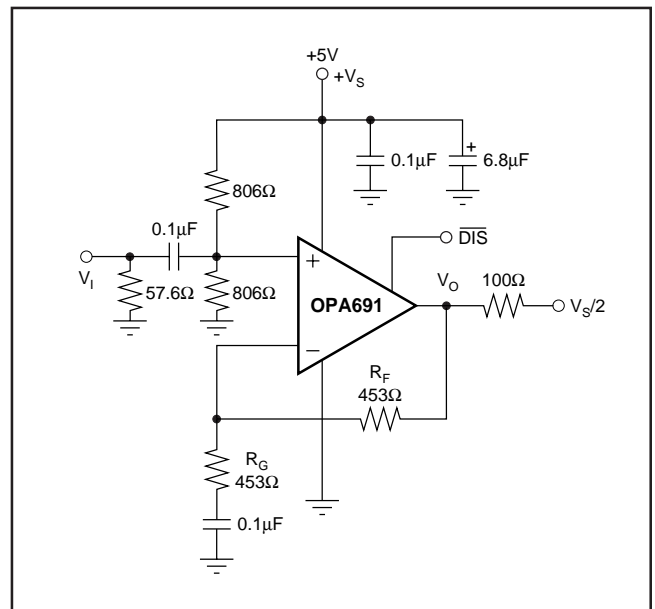 +5V
+V_S
0.1µF
6.8µF
806Ω
0.1µF
DIS
V_I
57.6Ω
806Ω
+
OPA691
−
V_O
100Ω
V_S/2
R_F
453Ω
R_G
453Ω
0.1µF
+